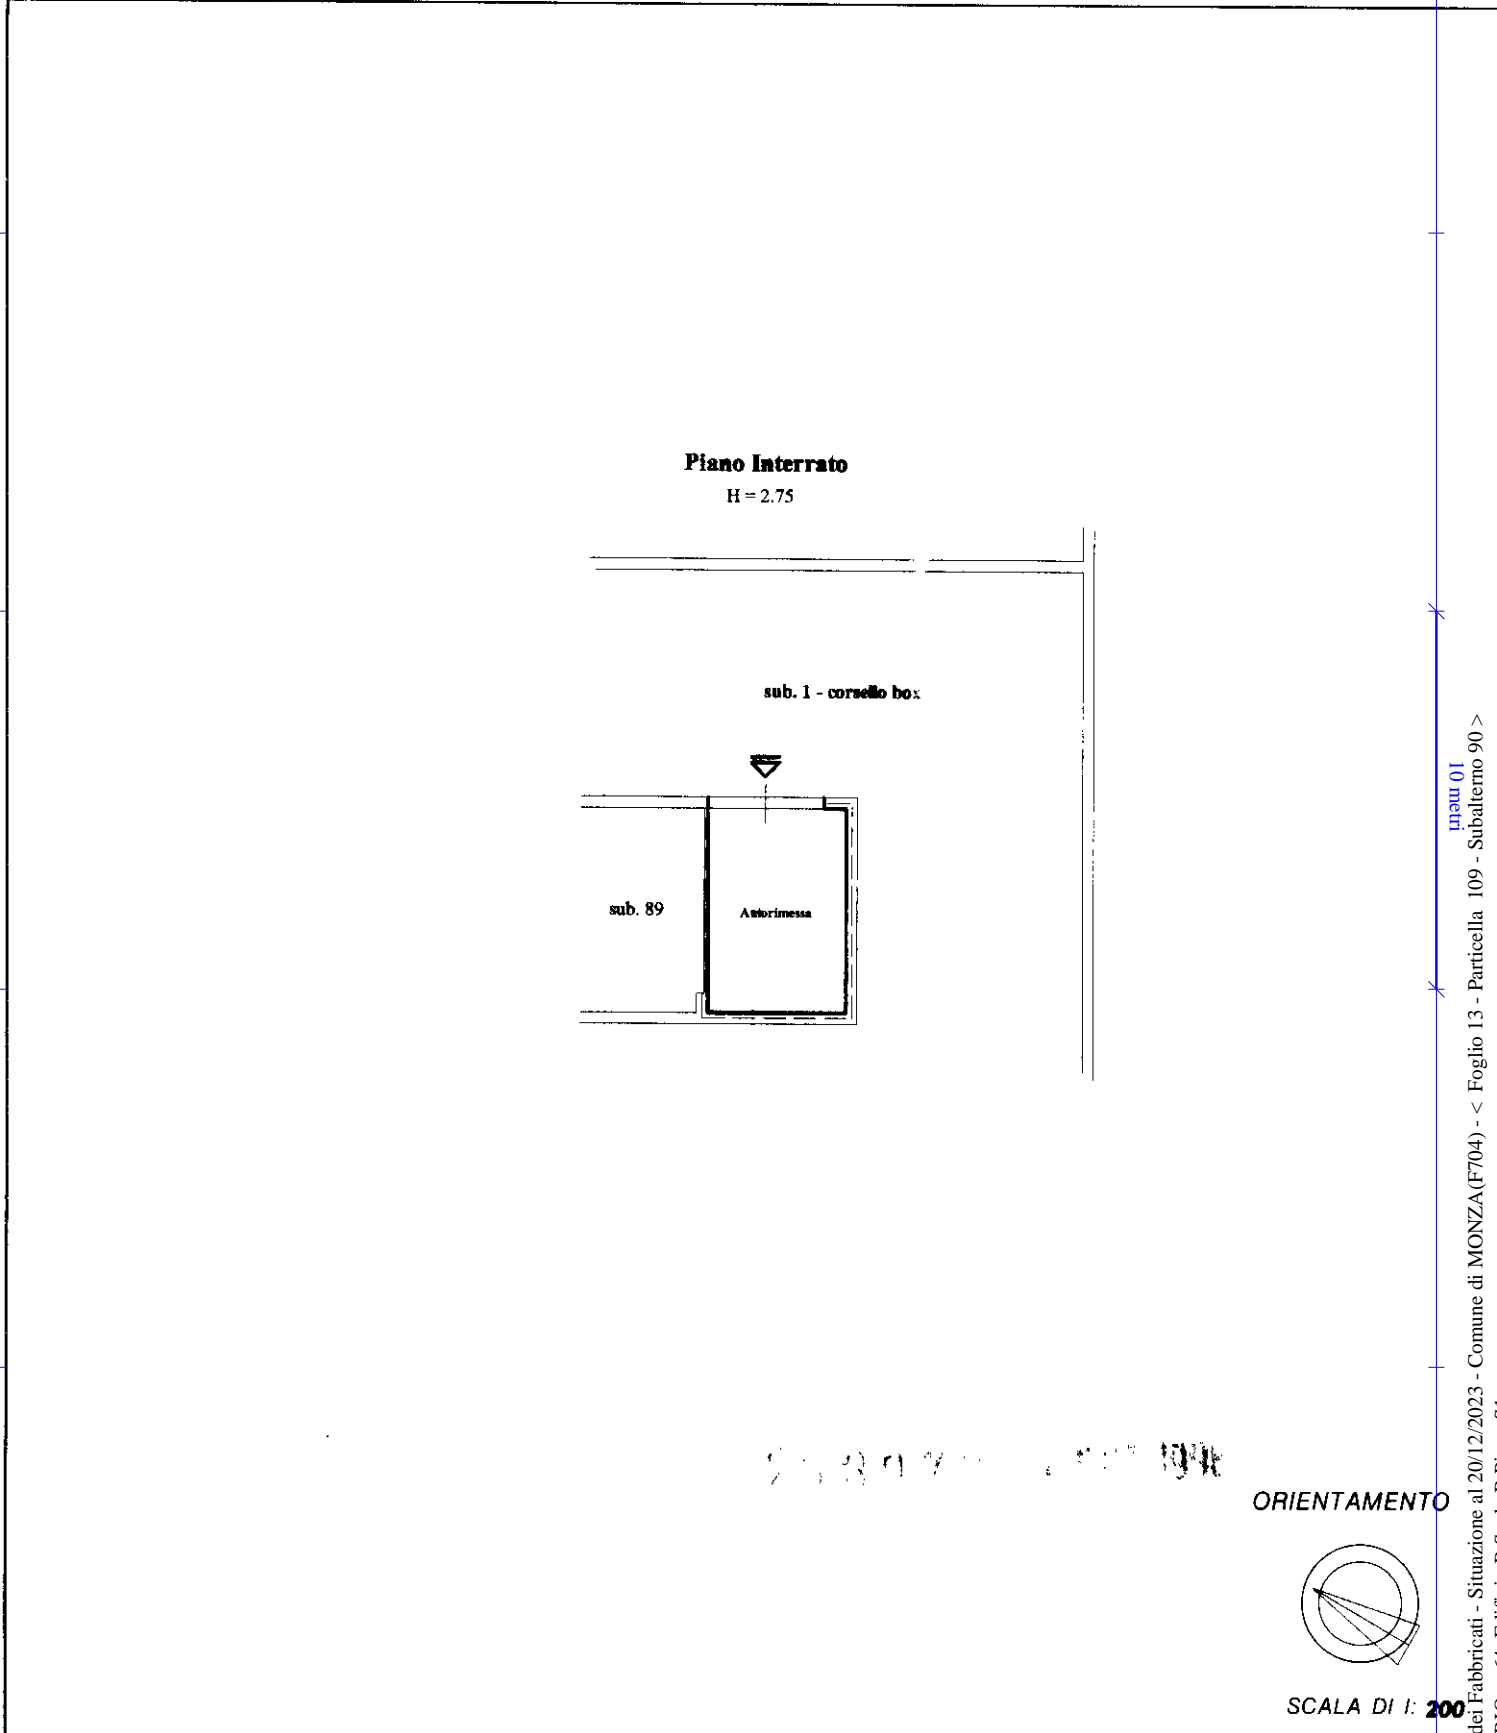 Piano Interrato
H = 2.75
sub. 1 - corsello box
sub. 89
Autorimessa
ORIENTAMENTO
SCALA DI I: 200
10 metri
dei Fabbricati - Situazione al 20/12/2023 - Comune di MONZA(F704) - < Foglio 13 - Particella 109 - Subalterno 90 >